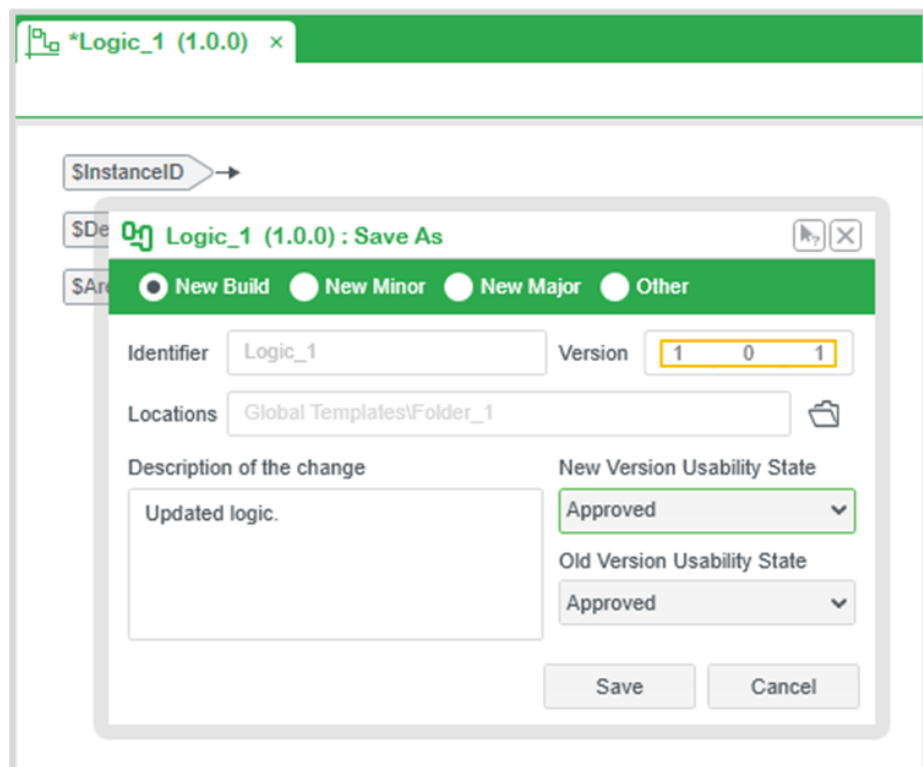 *Logic_1 (1.0.0) ×
$InstanceID
$De
Logic_1 (1.0.0) : Save As
$Are
New Build New Minor New Major Other
Identifier Logic_1 Version 1 0 1
Locations Global Templates\Folder_1
Description of the change New Version Usability State
Updated logic. Approved
Old Version Usability State
Approved
Save Cancel